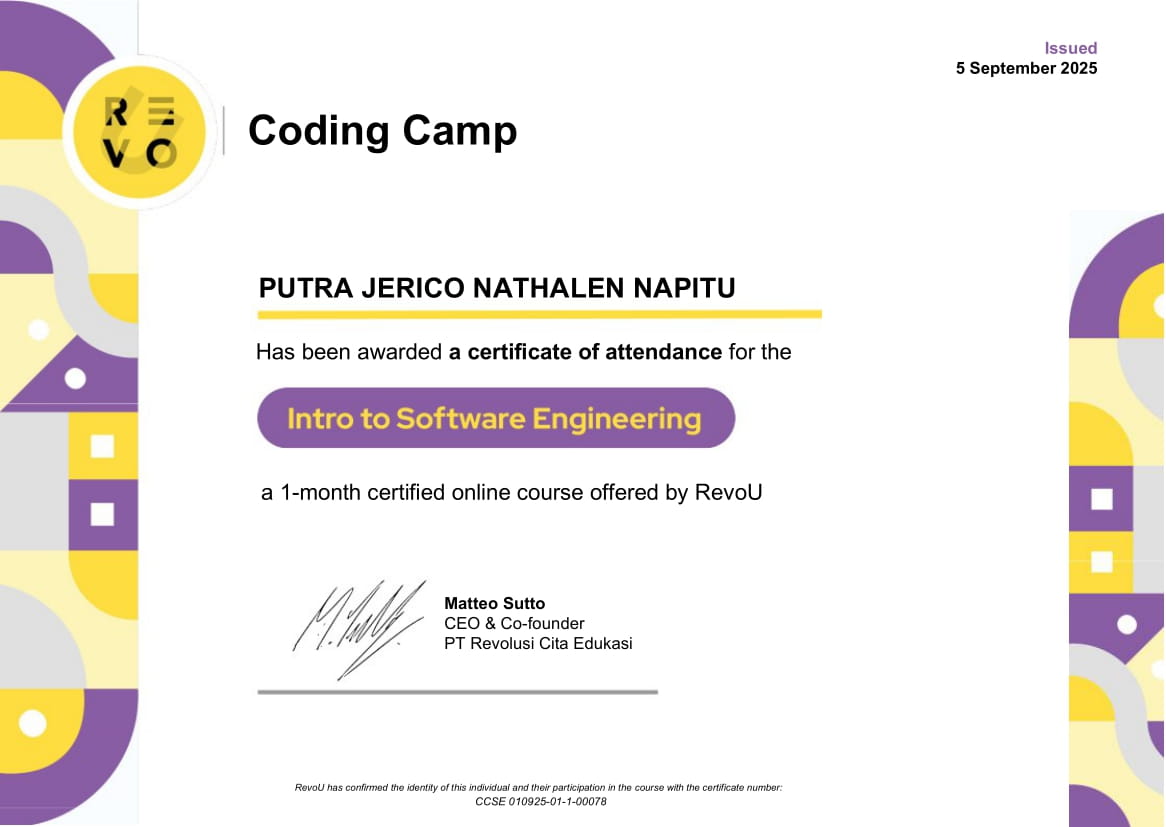 Issued
5 September 2025
R E
V O
Coding Camp
PUTRA JERICO NATHALEN NAPITU
Has been awarded a certificate of attendance for the
Intro to Software Engineering
a 1-month certified online course offered by RevoU
Matteo Sutto
CEO & Co-founder
PT Revolusi Cita Edukasi
RevoU has confirmed the identity of this individual and their participation in the course with the certificate number:
CCSE 010925-01-1-00078